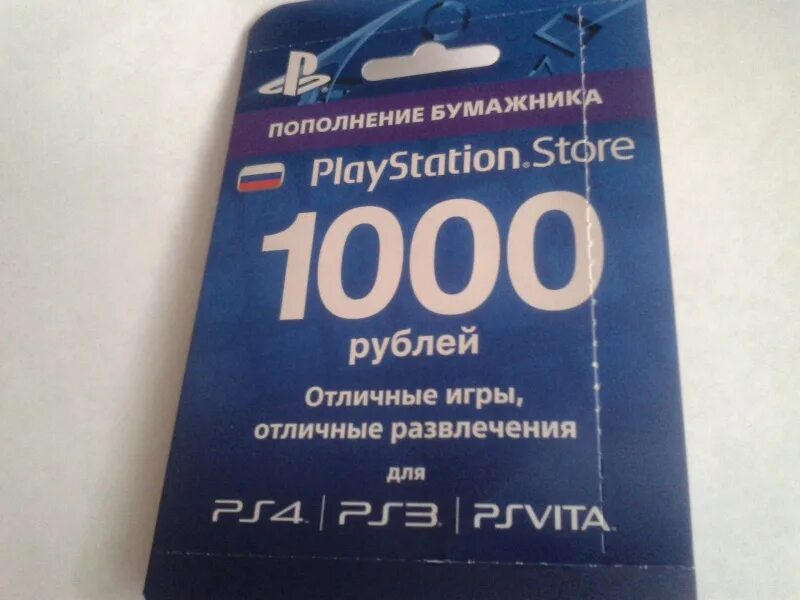 ПОПОЛНЕНИЕ БУМАЖНИКА
PlayStation.Store
1000
рублей
Отличные игры,
отличные развлечения
для
PS4 | PS3 | PSVITA